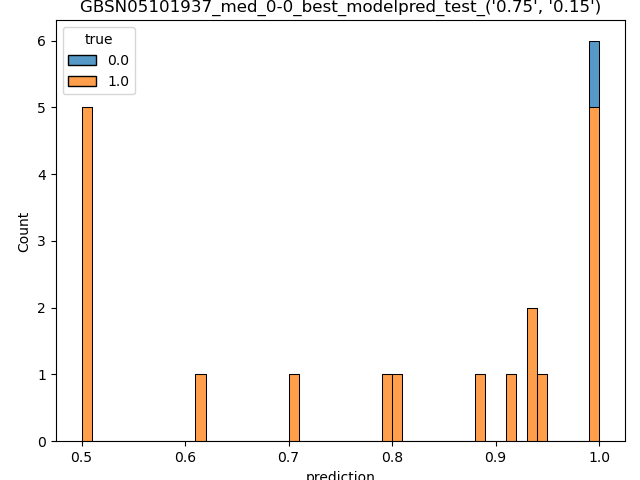 GBSN05101937_med_0-0_best_modelpred_test_('0.75', '0.15')
true
0.0
1.0
Count
6
5
4
3
2
1
0
0.5 0.6 0.7 0.8 0.9 1.0
prediction